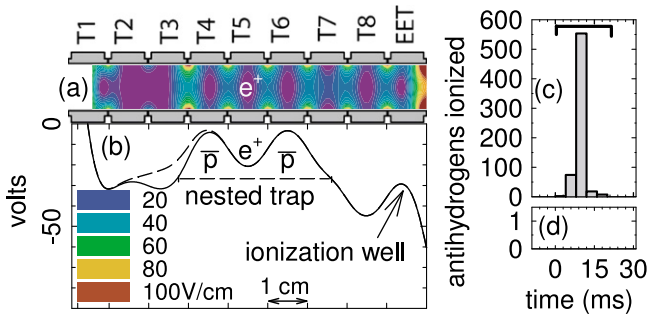 T1 T2 T3 T4 T5 T6 T7 T8 EET
(a) e+
0
-50
volts
(b)
p̅ e+ p̅
nested trap
ionization well
20
40
60
80
100V/cm
1 cm
antihydrogens ionized
600
500
400
300
200
100
0
(c)
1
0
(d)
0 15 30
time (ms)